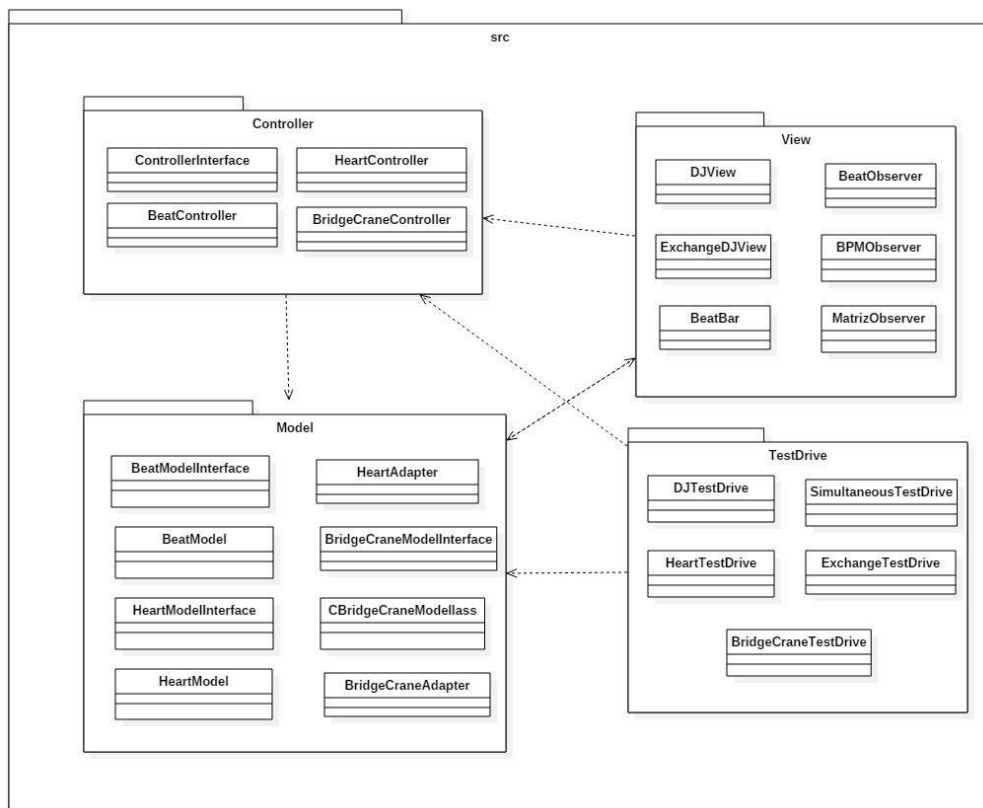 src
Controller
ControllerInterface
HeartController
BeatController
BridgeCraneController
View
DJView
BeatObserver
ExchangeDJView
BPMObserver
BeatBar
MatrizObserver
Model
BeatModelInterface
HeartAdapter
BeatModel
BridgeCraneModelInterface
HeartModelInterface
CBridgeCraneModellass
HeartModel
BridgeCraneAdapter
TestDrive
DJTestDrive
SimultaneousTestDrive
HeartTestDrive
ExchangeTestDrive
BridgeCraneTestDrive